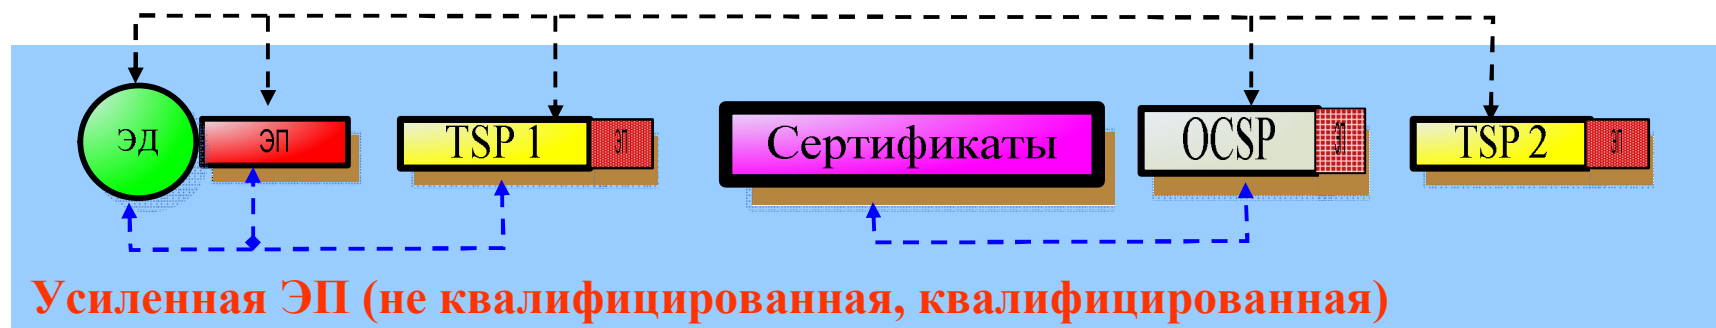 ЭД ЭП TSP 1 ЭП Сертификаты OCSP ЭП TSP 2 ЭП
Усиленная ЭП (не квалифицированная, квалифицированная)